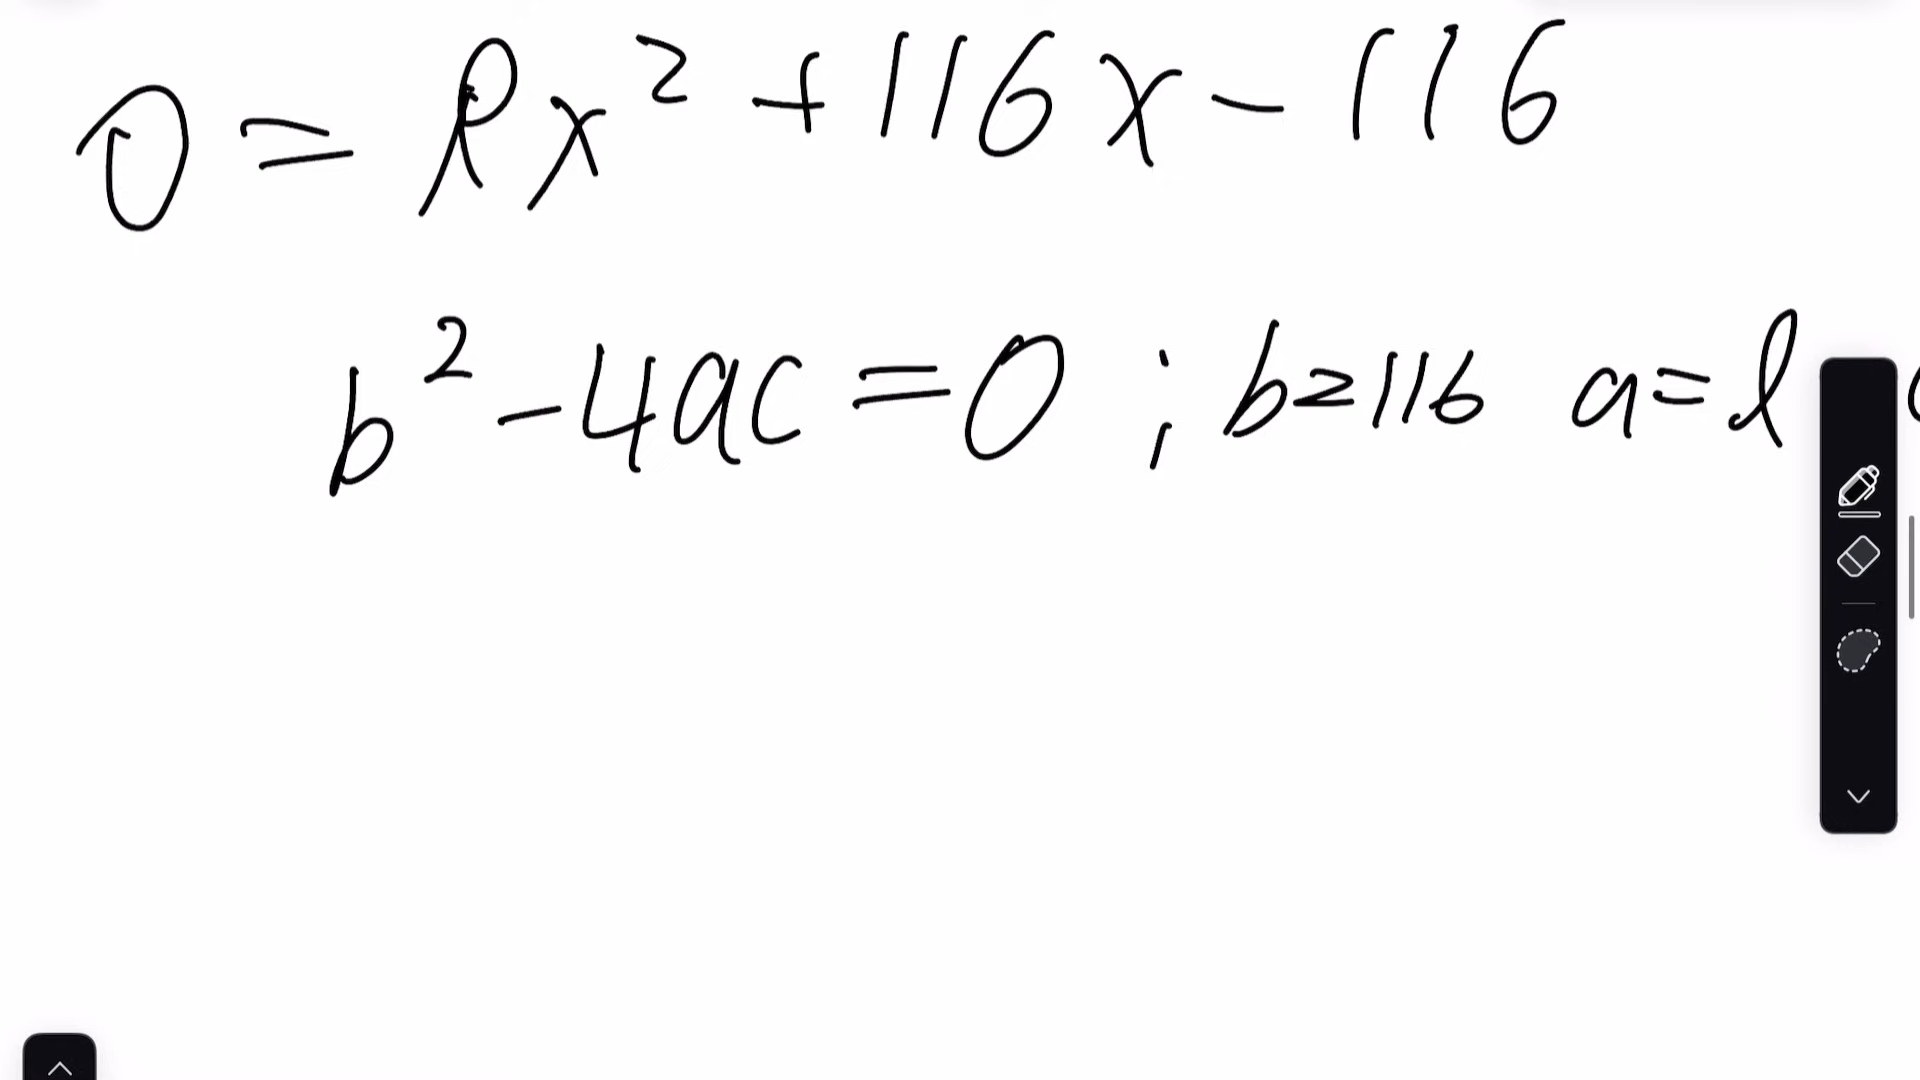 0 = lx² + 116x - 116
b² - 4ac = 0 ; b = 116 a = l